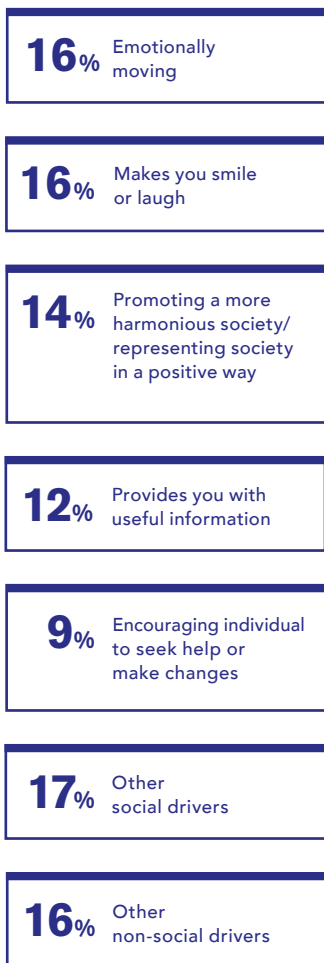 16% Emotionally
moving
16% Makes you smile
or laugh
14% Promoting a more
harmonious society/
representing society
in a positive way
12% Provides you with
useful information
9% Encouraging individual
to seek help or
make changes
17% Other
social drivers
16% Other
non-social drivers